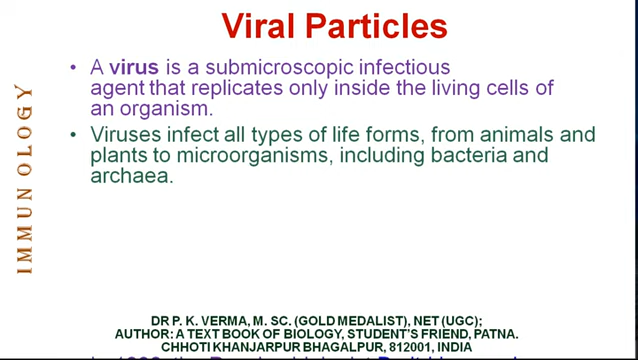 Viral Particles
• A virus is a submicroscopic infectious
agent that replicates only inside the living cells of
an organism.
• Viruses infect all types of life forms, from animals and
plants to microorganisms, including bacteria and
archaea.
IMMUNOLOGY
DR P. K. VERMA, M. SC. (GOLD MEDALIST), NET (UGC);
AUTHOR: A TEXT BOOK OF BIOLOGY, STUDENT'S FRIEND, PATNA.
CHHOTI KHANJARPUR BHAGALPUR, 812001, INDIA